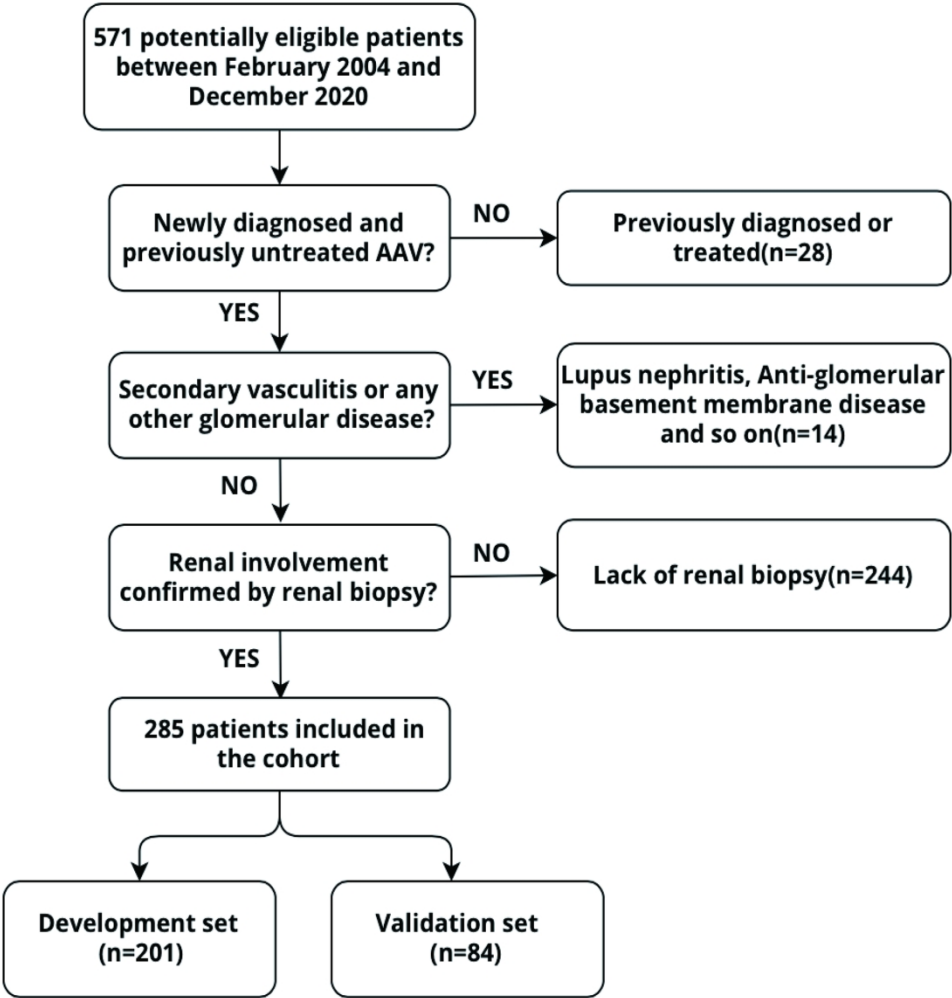 571 potentially eligible patients
between February 2004 and
December 2020
Newly diagnosed and
previously untreated AAV?
NO
Previously diagnosed or
treated(n=28)
YES
Secondary vasculitis or any
other glomerular disease?
YES
Lupus nephritis, Anti-glomerular
basement membrane disease
and so on(n=14)
NO
Renal involvement
confirmed by renal biopsy?
NO
Lack of renal biopsy(n=244)
YES
285 patients included in
the cohort
Development set
(n=201)
Validation set
(n=84)